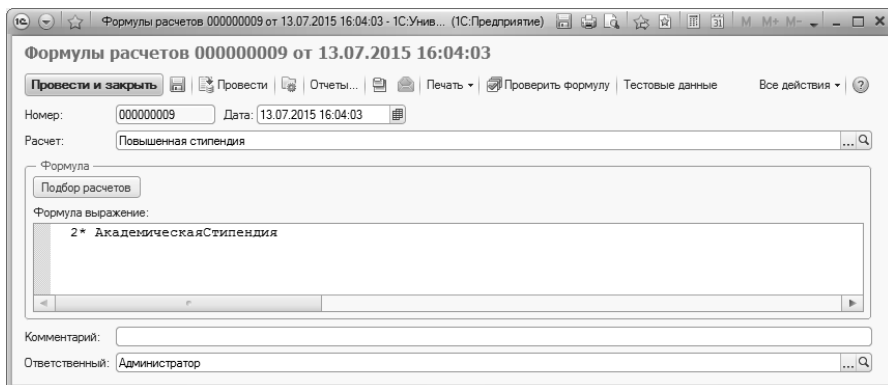 Формулы расчетов 000000009 от 13.07.2015 16:04:03 - 1С:Унив... (1С:Предприятие) M M+ M-
Формулы расчетов 000000009 от 13.07.2015 16:04:03
Провести и закрыть Провести Отчеты... Печать Проверить формулу Тестовые данные Все действия
Номер: 000000009 Дата: 13.07.2015 16:04:03
Расчет: Повышенная стипендия ...
Формула
Подбор расчетов
Формула выражение:
2* АкадемическаяСтипендия
Комментарий:
Ответственный: Администратор ...